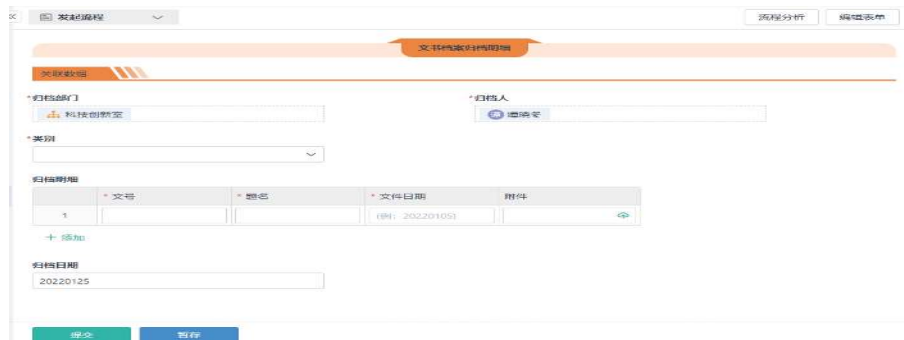 发起流程
流程分析
编辑表单
文书档案归档明细
关联数据
*归档部门
*归档人
科技创新室
*类别
归档明细
* 文号
* 题名
* 文件日期
附件
1
(例：20220105)
+ 添加
归档日期
20220125
提交
暂存